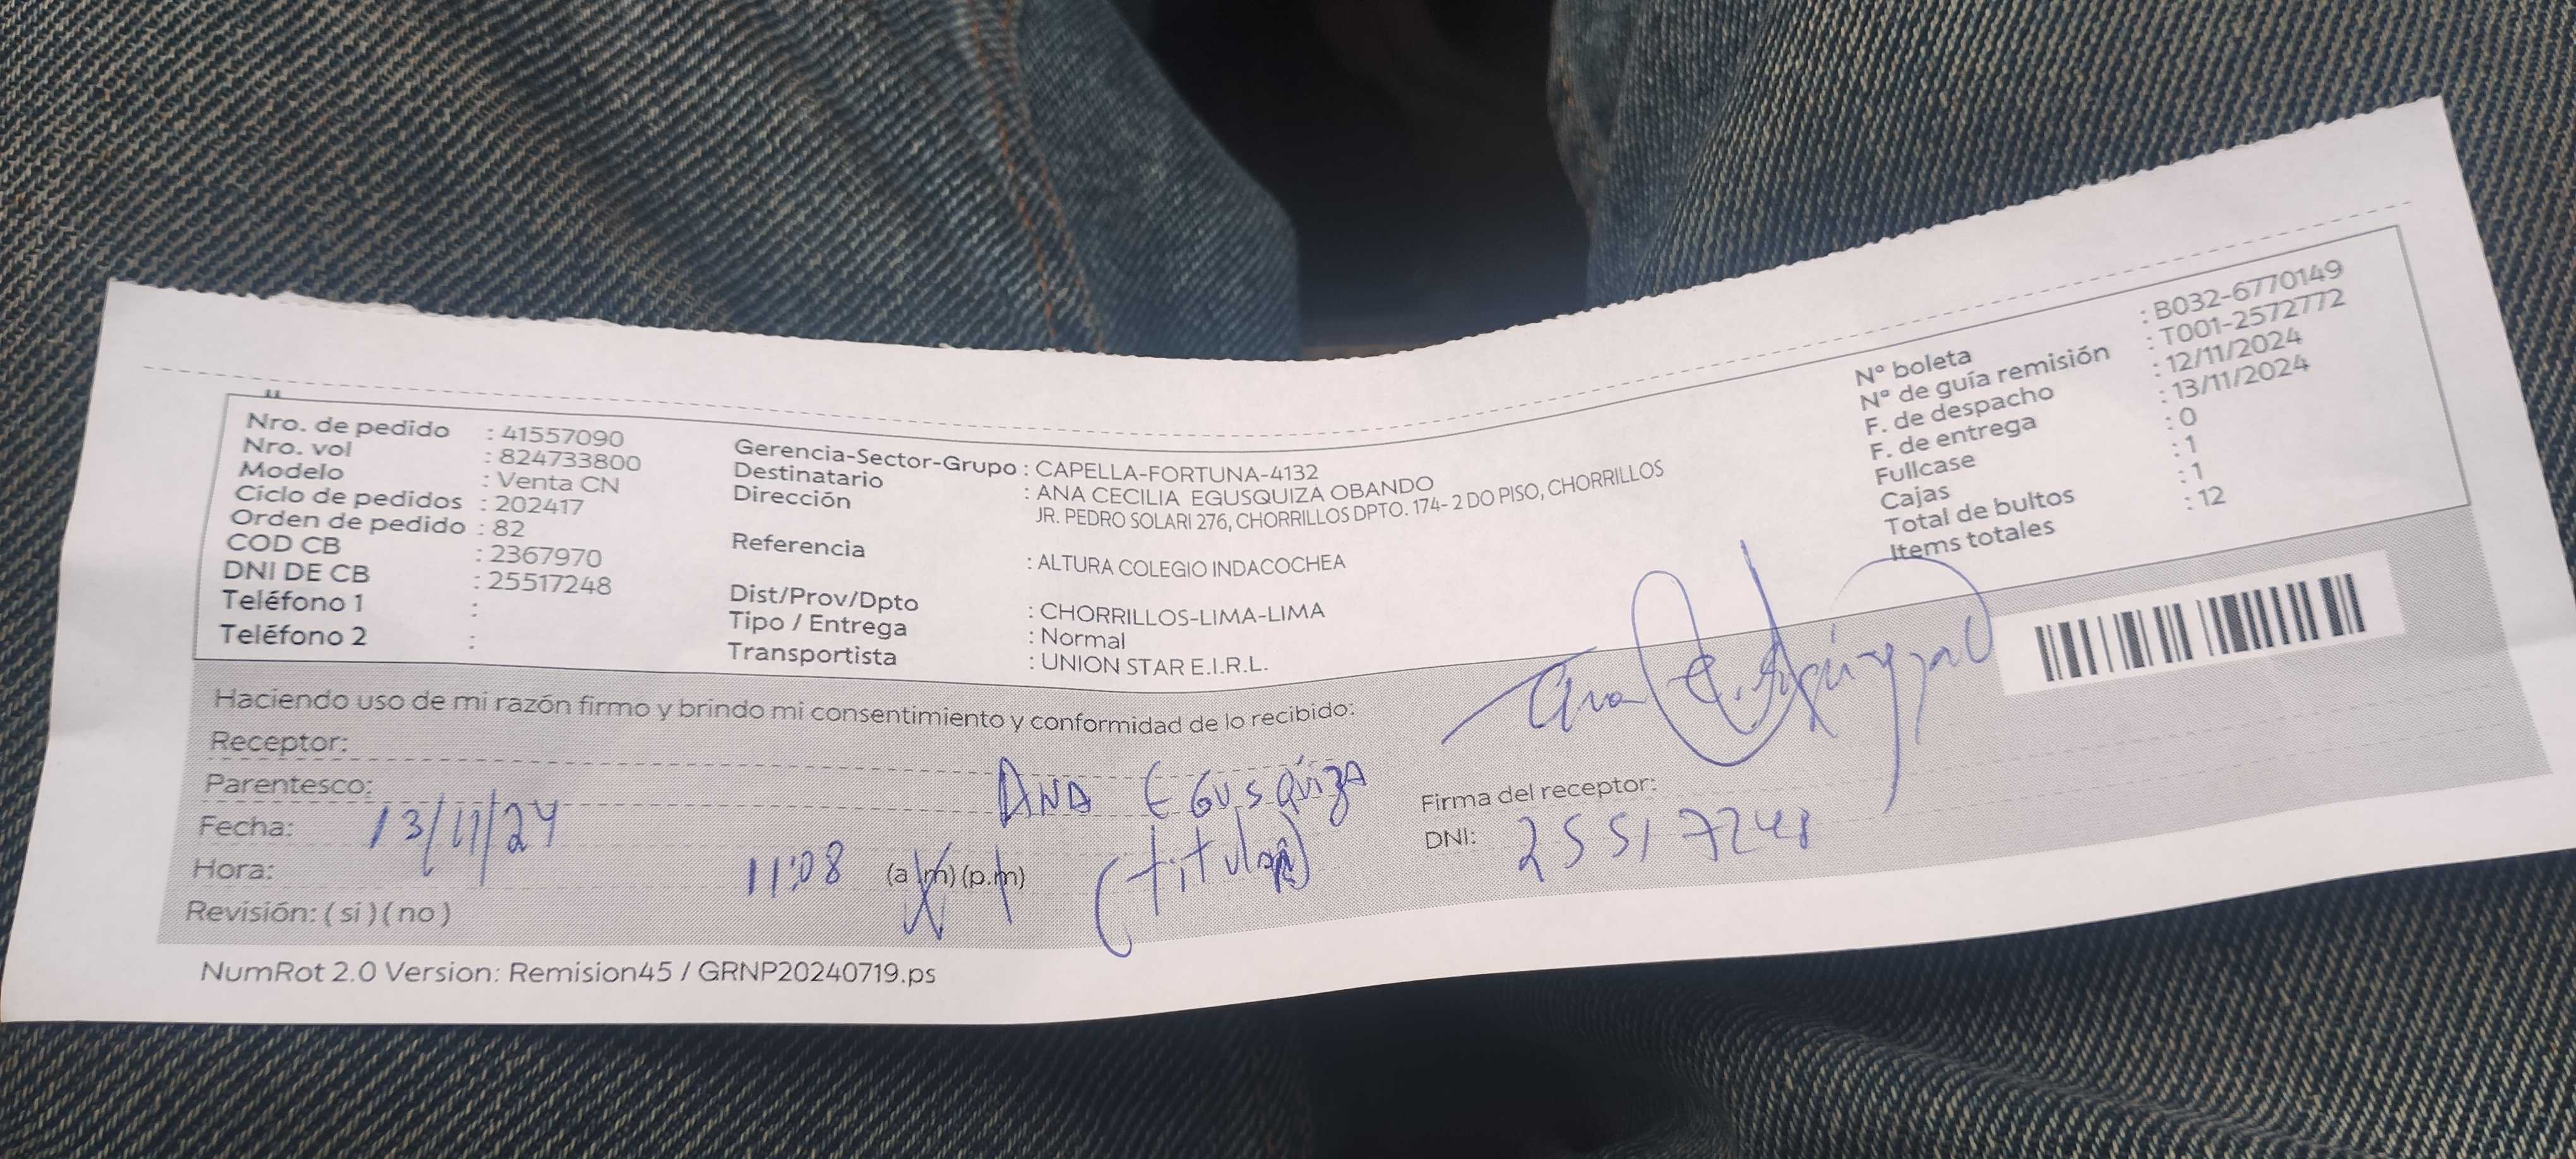 Nro. de pedido : 41557090
Nro. vol : 824733800
Modelo : Venta CN
Ciclo de pedidos : 202417
Orden de pedido : 82
COD CB : 2367970
DNI DE CB : 25517248
Teléfono 1 :
Teléfono 2 :
Gerencia-Sector-Grupo : CAPELLA-FORTUNA-4132
Destinatario : ANA CECILIA EGUSQUIZA OBANDO
Dirección JR. PEDRO SOLARI 276, CHORRILLOS DPTO. 174- 2 DO PISO, CHORRILLOS
Referencia : ALTURA COLEGIO INDACOCHEA
Dist/Prov/Dpto : CHORRILLOS-LIMA-LIMA
Tipo / Entrega : Normal
Transportista : UNION STAR E.I.R.L.
N° boleta : B032-6770149
N° de guía remisión : T001-2572772
F. de despacho : 12/11/2024
F. de entrega : 13/11/2024
Fullcase : 0
Cajas : 1
Total de bultos : 1
Items totales : 12
Haciendo uso de mi razón firmo y brindo mi consentimiento y conformidad de lo recibido:
Receptor: ANA EGUSQUIZA
Parentesco: (titular)
Fecha: 13/11/24
Hora: 11:08 (a.m) (p.m)
Revisión: ( si ) ( no )
Firma del receptor:
DNI: 25517248
NumRot 2.0 Version: Remision45 / GRNP20240719.ps